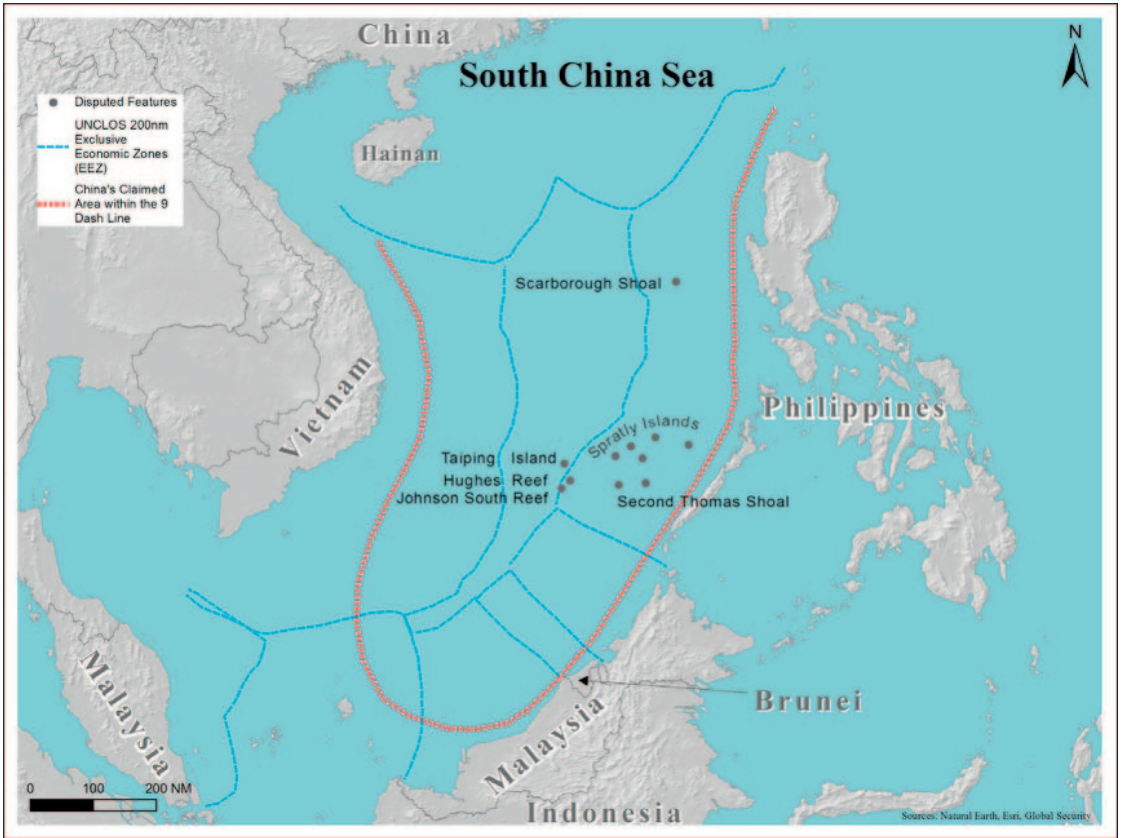 China
South China Sea
N
Disputed Features
UNCLOS 200nm
Exclusive
Economic Zones
(EEZ)
China's Claimed
Area within the 9
Dash Line
Hainan
Scarborough Shoal
Vietnam
Philippines
Spratly Islands
Taiping Island
Hughes Reef
Johnson South Reef
Second Thomas Shoal
Malaysia
Brunei
Malaysia
0 100 200 NM
Indonesia
Sources: Natural Earth, Esri, Global Security